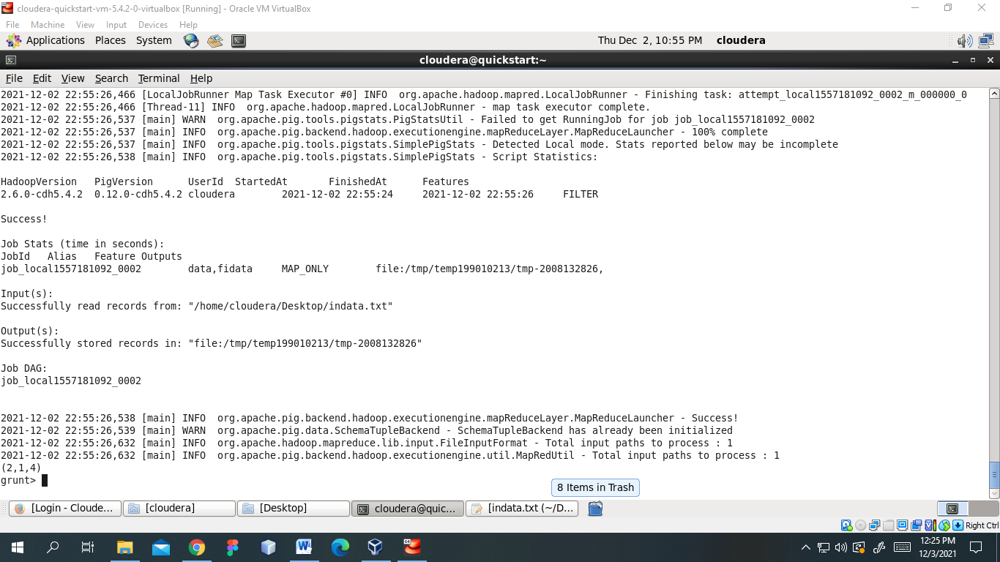 cloudera-quickstart-vm-5.4.2-0-virtualbox [Running] - Oracle VM VirtualBox
File Machine View Input Devices Help
Applications Places System Thu Dec 2, 10:55 PM cloudera
cloudera@quickstart:~
File Edit View Search Terminal Help
2021-12-02 22:55:26,466 [LocalJobRunner Map Task Executor #0] INFO  org.apache.hadoop.mapred.LocalJobRunner - Finishing task: attempt_local1557181092_0002_m_000000_0
2021-12-02 22:55:26,466 [Thread-11] INFO  org.apache.hadoop.mapred.LocalJobRunner - map task executor complete.
2021-12-02 22:55:26,537 [main] WARN  org.apache.pig.tools.pigstats.PigStatsUtil - Failed to get RunningJob for job job_local1557181092_0002
2021-12-02 22:55:26,537 [main] INFO  org.apache.pig.backend.hadoop.executionengine.mapReduceLayer.MapReduceLauncher - 100% complete
2021-12-02 22:55:26,537 [main] INFO  org.apache.pig.tools.pigstats.SimplePigStats - Detected Local mode. Stats reported below may be incomplete
2021-12-02 22:55:26,538 [main] INFO  org.apache.pig.tools.pigstats.SimplePigStats - Script Statistics:
HadoopVersion PigVersion UserId StartedAt FinishedAt Features
2.6.0-cdh5.4.2 0.12.0-cdh5.4.2 cloudera 2021-12-02 22:55:24 2021-12-02 22:55:26 FILTER
Success!
Job Stats (time in seconds):
JobId Alias Feature Outputs
job_local1557181092_0002 data,fidata MAP_ONLY file:/tmp/temp199010213/tmp-2008132826,
Input(s):
Successfully read records from: "/home/cloudera/Desktop/indata.txt"
Output(s):
Successfully stored records in: "file:/tmp/temp199010213/tmp-2008132826"
Job DAG:
job_local1557181092_0002
2021-12-02 22:55:26,538 [main] INFO  org.apache.pig.backend.hadoop.executionengine.mapReduceLayer.MapReduceLauncher - Success!
2021-12-02 22:55:26,539 [main] WARN  org.apache.pig.data.SchemaTupleBackend - SchemaTupleBackend has already been initialized
2021-12-02 22:55:26,632 [main] INFO  org.apache.hadoop.mapreduce.lib.input.FileInputFormat - Total input paths to process : 1
2021-12-02 22:55:26,632 [main] INFO  org.apache.pig.backend.hadoop.executionengine.util.MapRedUtil - Total input paths to process : 1
(2,1,4)
grunt>
8 Items in Trash
[Login - Cloude... [cloudera] [Desktop] cloudera@quic... [indata.txt (~/D...
Right Ctrl
12:25 PM
12/3/2021